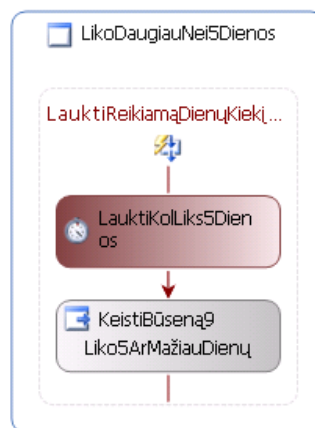 LikoDaugiauNei5Dienos
LauktiReikiamąDienųKiekį...
LauktiKolLiks5Dien
os
KeistiBūseną9
Liko5ArMažiauDienų